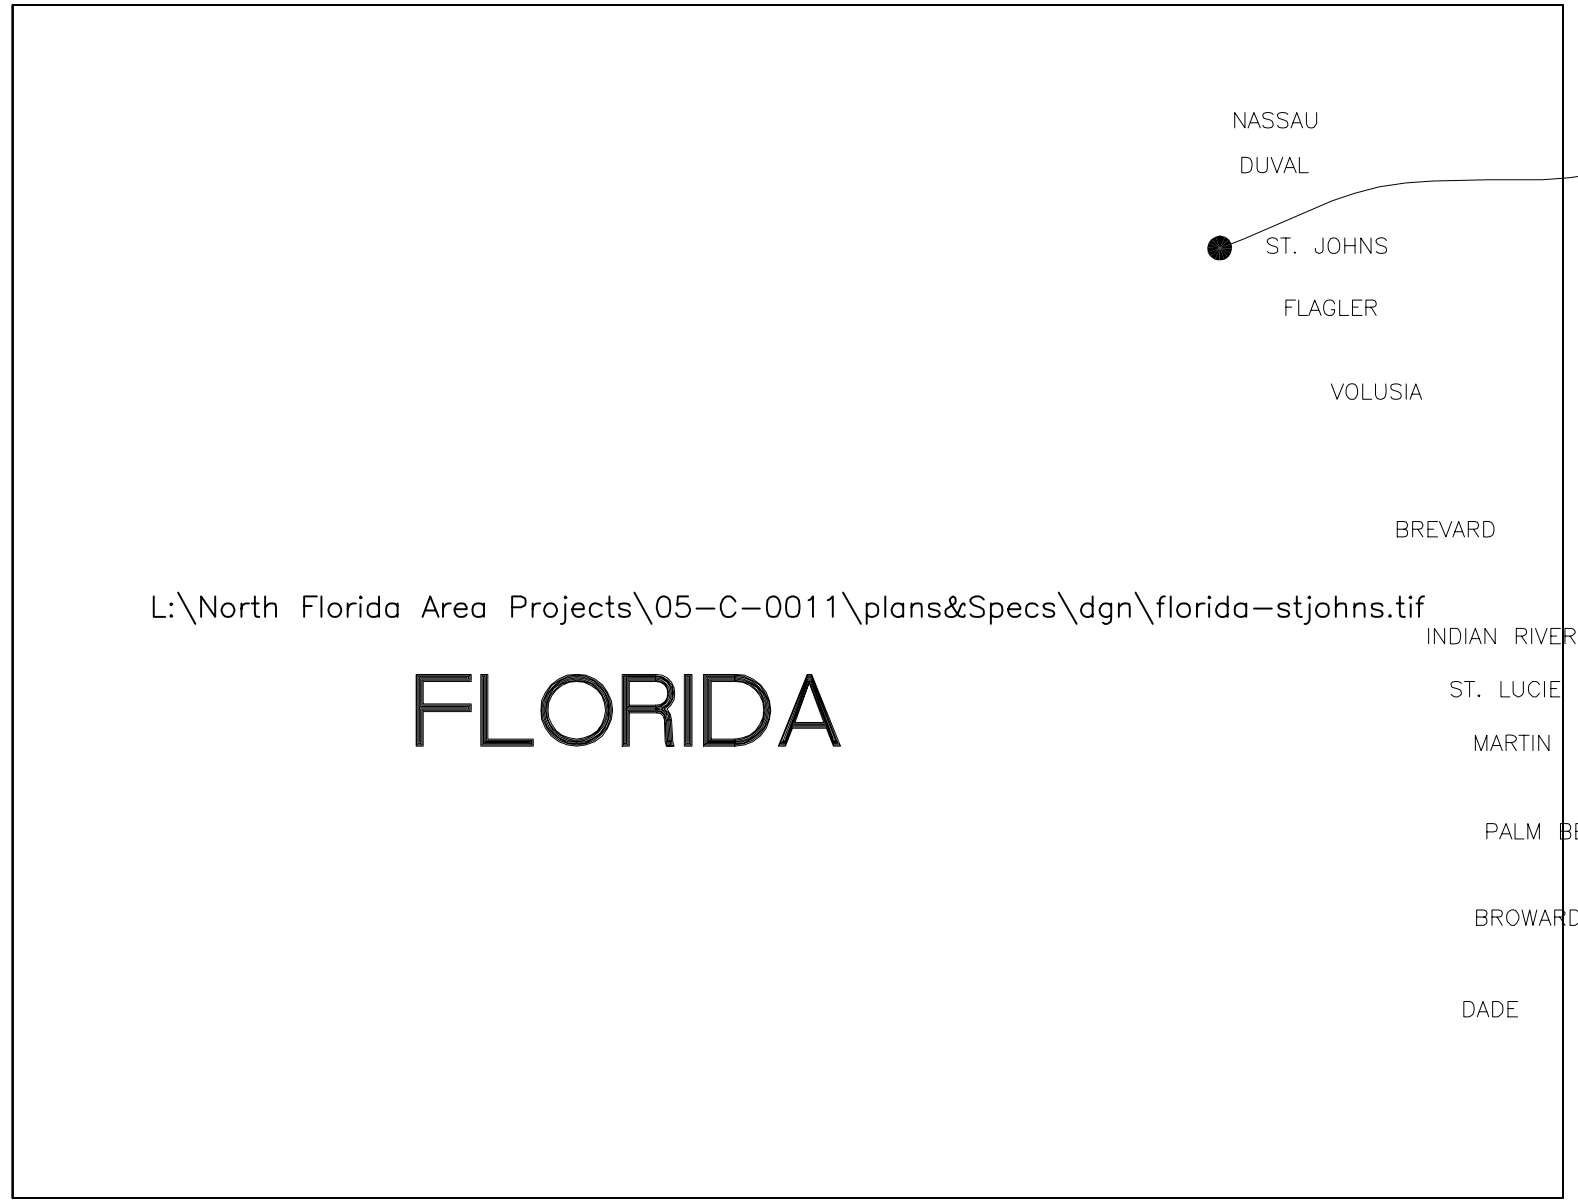 NASSAU
DUVAL
ST. JOHNS
FLAGLER
VOLUSIA
BREVARD
L:\North Florida Area Projects\05-C-0011\plans&Specs\dgn\florida-stjohns.tif
INDIAN RIVER
ST. LUCIE
FLORIDA
MARTIN
PALM BE
BROWARD
DADE